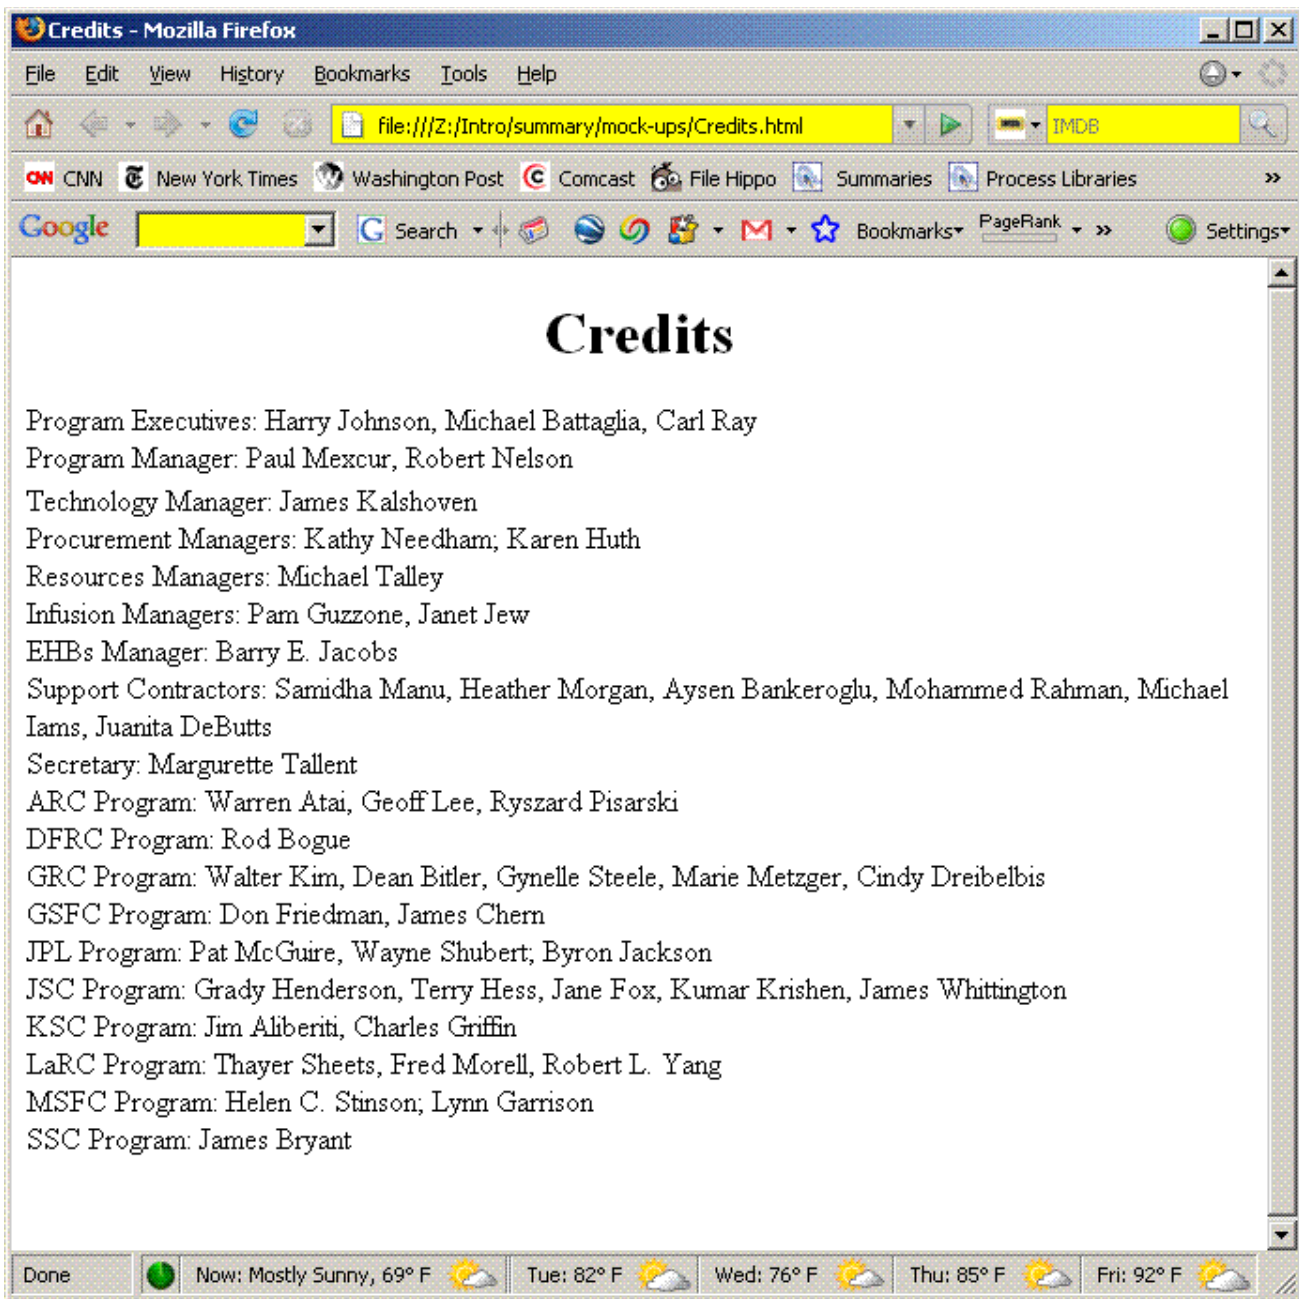 Credits - Mozilla Firefox
File Edit View History Bookmarks Tools Help
file:///Z:/Intro/summary/mock-ups/Credits.html IMDB
CNN CNN New York Times Washington Post Comcast File Hippo Summaries Process Libraries »
Google G Search Bookmarks PageRank » Settings
Credits
Program Executives: Harry Johnson, Michael Battaglia, Carl Ray
Program Manager: Paul Mexcur, Robert Nelson
Technology Manager: James Kalshoven
Procurement Managers: Kathy Needham; Karen Huth
Resources Managers: Michael Talley
Infusion Managers: Pam Guzzone, Janet Jew
EHBs Manager: Barry E. Jacobs
Support Contractors: Samidha Manu, Heather Morgan, Aysen Bankeroglu, Mohammed Rahman, Michael
Iams, Juanita DeButts
Secretary: Margurette Tallent
ARC Program: Warren Atai, Geoff Lee, Ryszard Pisarski
DFRC Program: Rod Bogue
GRC Program: Walter Kim, Dean Bitler, Gynelle Steele, Marie Metzger, Cindy Dreibelbis
GSFC Program: Don Friedman, James Chern
JPL Program: Pat McGuire, Wayne Shubert; Byron Jackson
JSC Program: Grady Henderson, Terry Hess, Jane Fox, Kumar Krishen, James Whittington
KSC Program: Jim Aliberiti, Charles Griffin
LaRC Program: Thayer Sheets, Fred Morell, Robert L. Yang
MSFC Program: Helen C. Stinson; Lynn Garrison
SSC Program: James Bryant
Done Now: Mostly Sunny, 69° F Tue: 82° F Wed: 76° F Thu: 85° F Fri: 92° F